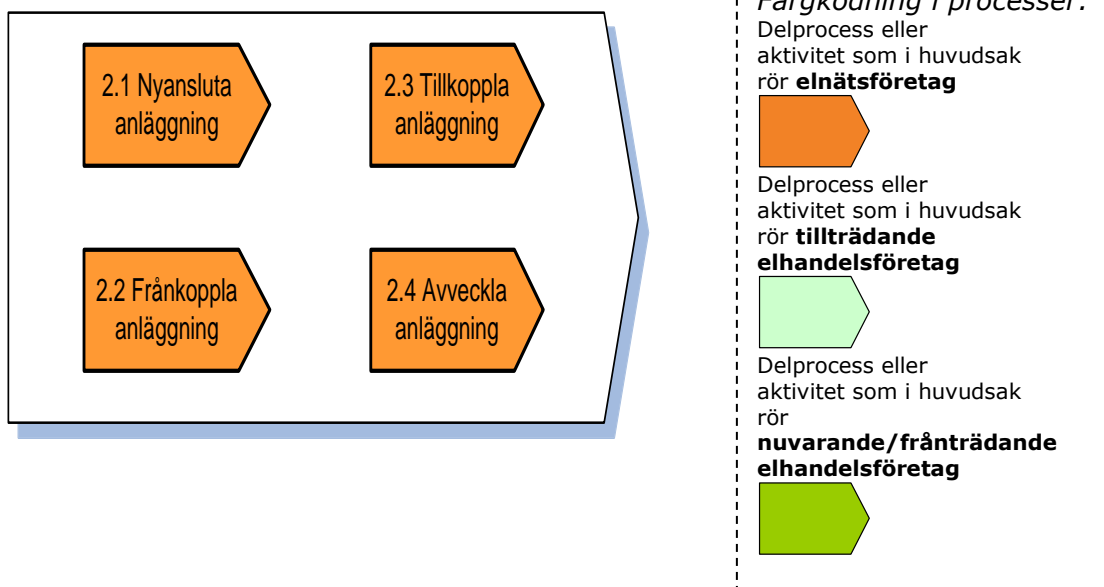 2.1 Nyansluta
anläggning
2.3 Tillkoppla
anläggning
2.2 Frånkoppla
anläggning
2.4 Avveckla
anläggning
Färgkodning i processer:
Delprocess eller
aktivitet som i huvudsak
rör elnätsföretag
Delprocess eller
aktivitet som i huvudsak
rör tillträdande
elhandelsföretag
Delprocess eller
aktivitet som i huvudsak
rör
nuvarande/frånträdande
elhandelsföretag